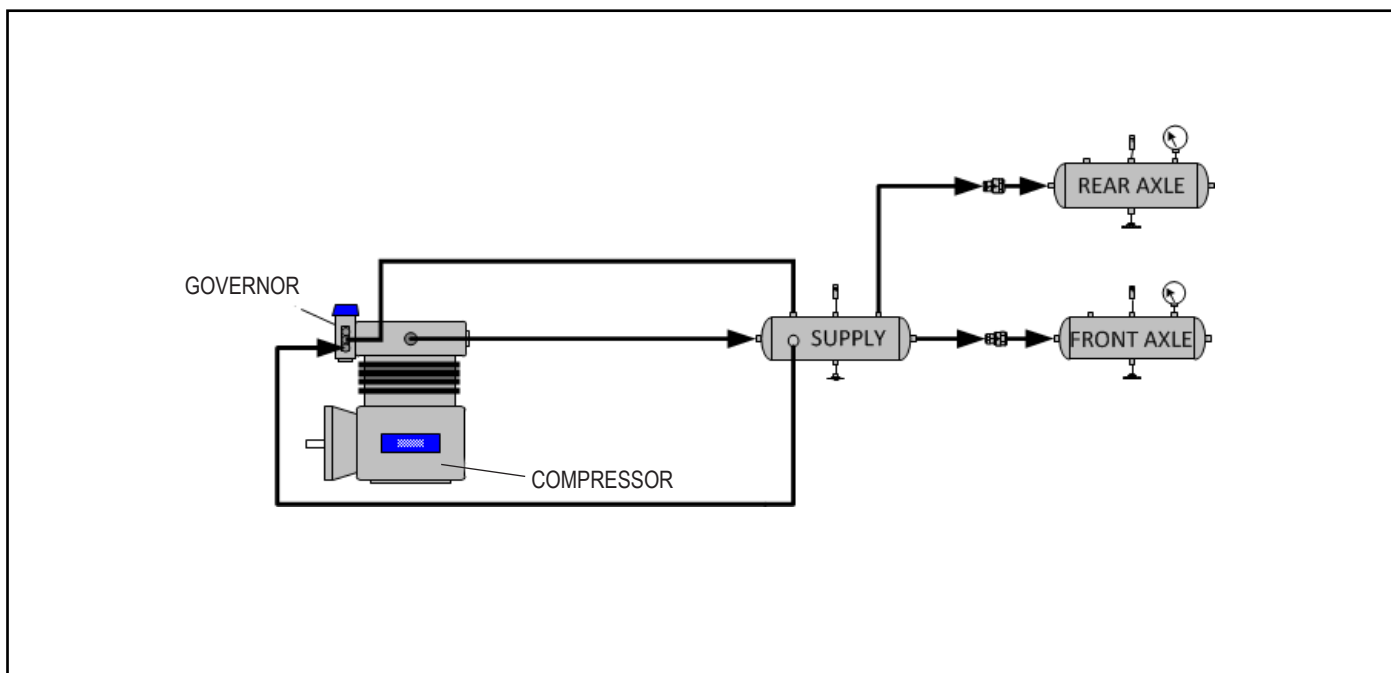 REAR AXLE
GOVERNOR
SUPPLY
FRONT AXLE
COMPRESSOR